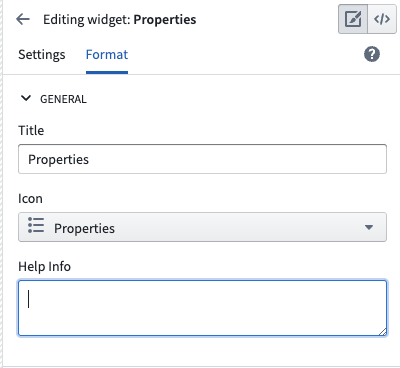 Editing widget: Properties
</>
Settings Format
?
GENERAL
Title
Properties
Icon
Properties
Help Info